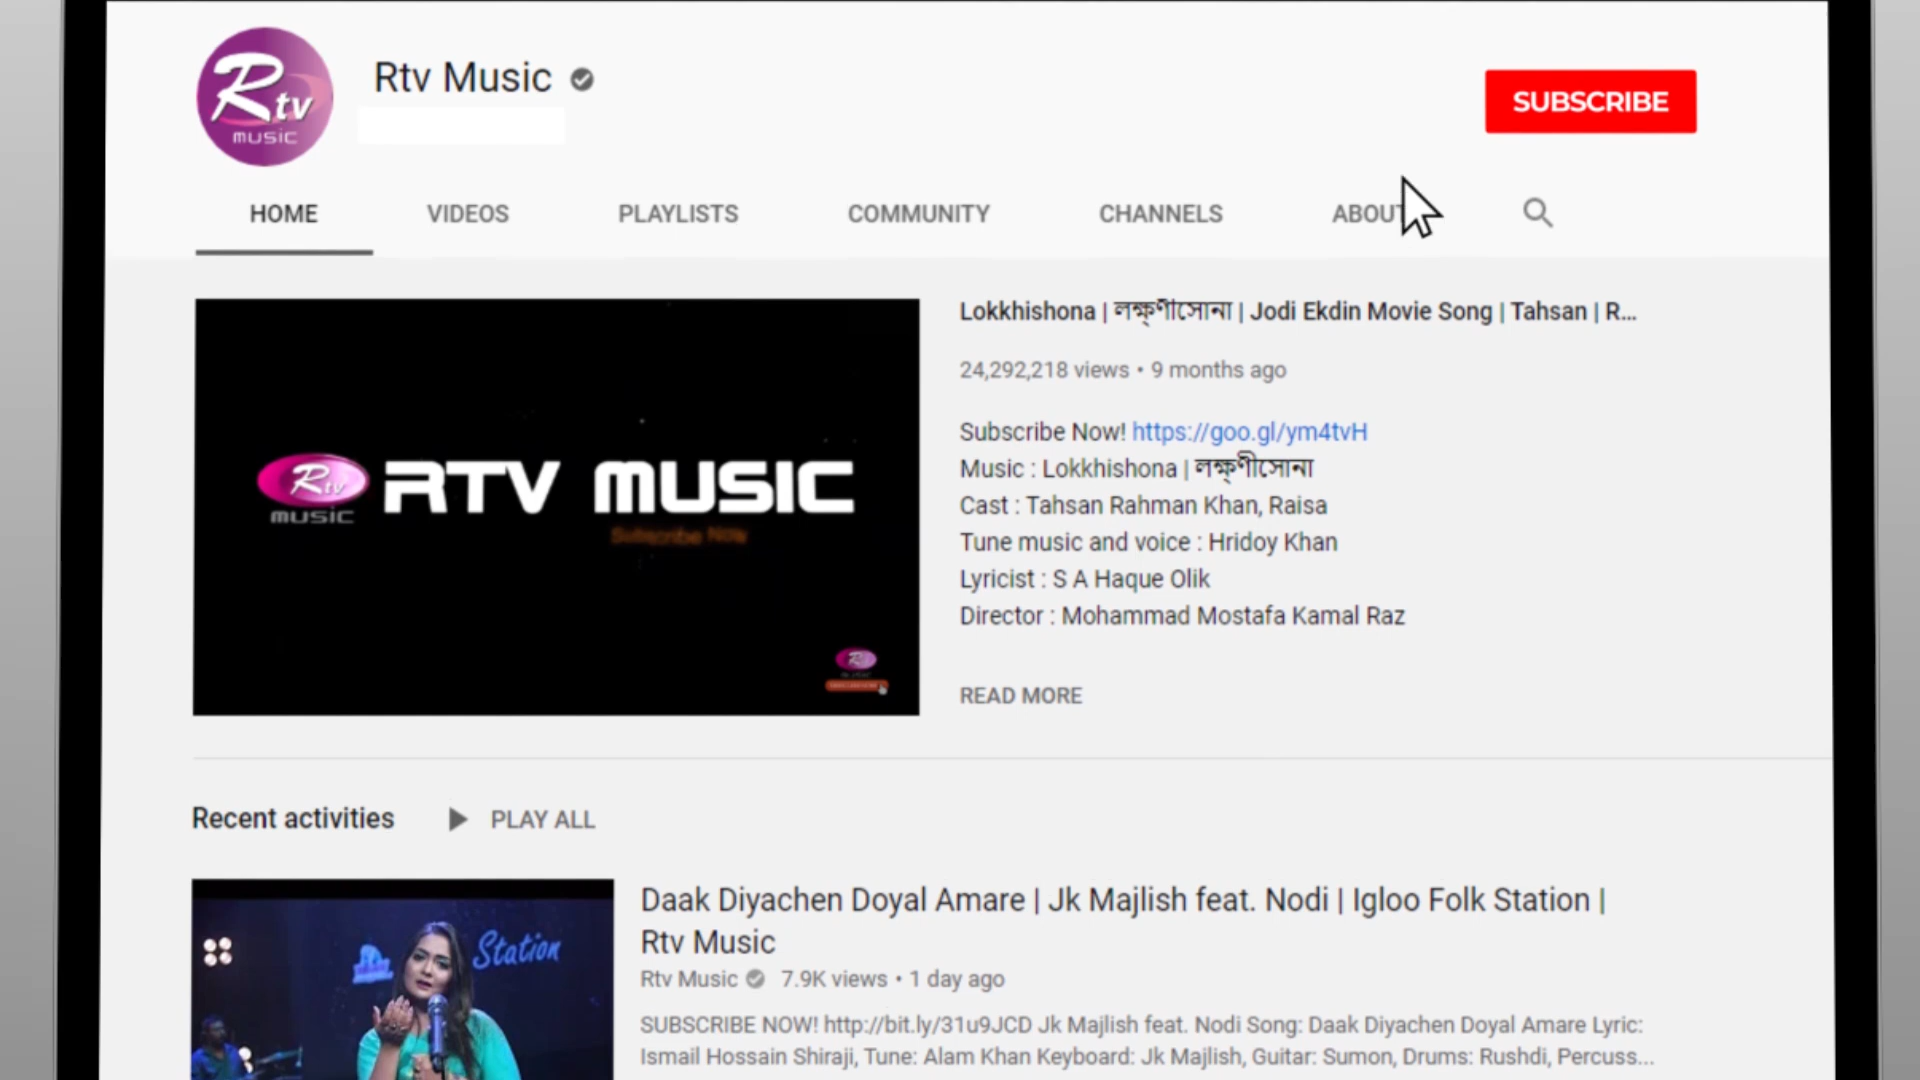 Rtv
MUSIC
Rtv Music
SUBSCRIBE
HOME
VIDEOS
PLAYLISTS
COMMUNITY
CHANNELS
ABOUT
Lokkhishona | লক্ষ্ণীসোনা | Jodi Ekdin Movie Song | Tahsan | R...
24,292,218 views • 9 months ago
Subscribe Now! https://goo.gl/ym4tvH
Music : Lokkhishona | লক্ষ্ণীসোনা
Cast : Tahsan Rahman Khan, Raisa
Tune music and voice : Hridoy Khan
Lyricist : S A Haque Olik
Director : Mohammad Mostafa Kamal Raz
READ MORE
Rtv
MUSIC
RTV MUSIC
Subscribe Now
Recent activities
PLAY ALL
Station
Daak Diyachen Doyal Amare | Jk Majlish feat. Nodi | Igloo Folk Station |
Rtv Music
Rtv Music 7.9K views • 1 day ago
SUBSCRIBE NOW! http://bit.ly/31u9JCD Jk Majlish feat. Nodi Song: Daak Diyachen Doyal Amare Lyric:
Ismail Hossain Shiraji, Tune: Alam Khan Keyboard: Jk Majlish, Guitar: Sumon, Drums: Rushdi, Percuss...